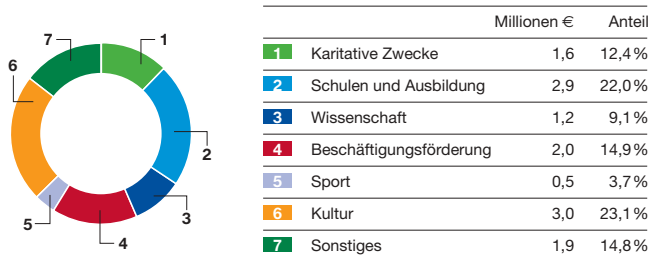 Millionen € Anteil
1 Karitative Zwecke 1,6 12,4 %
2 Schulen und Ausbildung 2,9 22,0 %
3 Wissenschaft 1,2 9,1 %
4 Beschäftigungsförderung 2,0 14,9 %
5 Sport 0,5 3,7 %
6 Kultur 3,0 23,1 %
7 Sonstiges 1,9 14,8 %
7
1
6
2
3
5
4